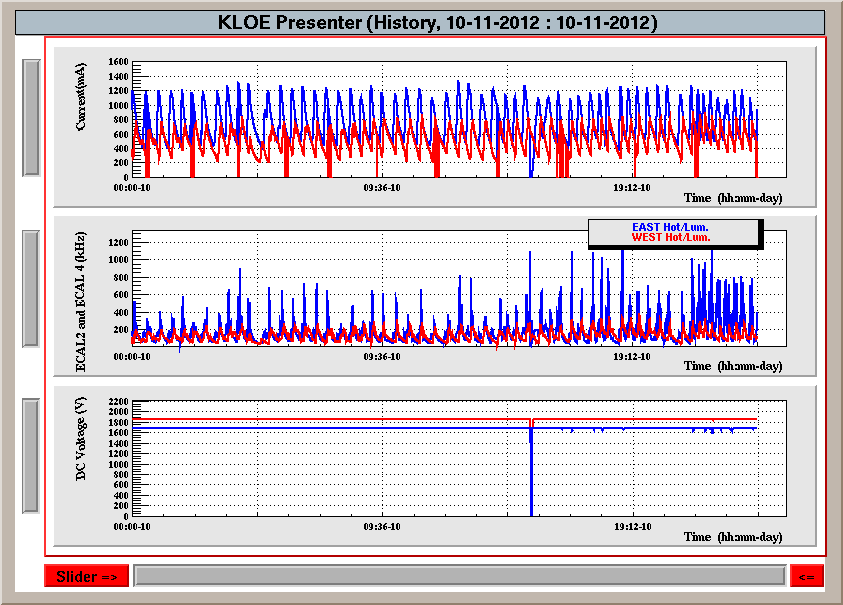 KLOE Presenter (History, 10-11-2012 : 10-11-2012)
Current(mA)
1600
1400
1200
1000
800
600
400
200
0
00:00-10 09:36-10 19:12-10
Time (hh:mm-day)
ECAL2 and ECAL 4 (kHz)
EAST Hot/Lum.
WEST Hot/Lum.
1200
1000
800
600
400
200
00:00-10 09:36-10 19:12-10
Time (hh:mm-day)
DC Voltage (V)
2200
2000
1800
1600
1400
1200
1000
800
600
400
200
0
00:00-10 09:36-10 19:12-10
Time (hh:mm-day)
Slider => <=